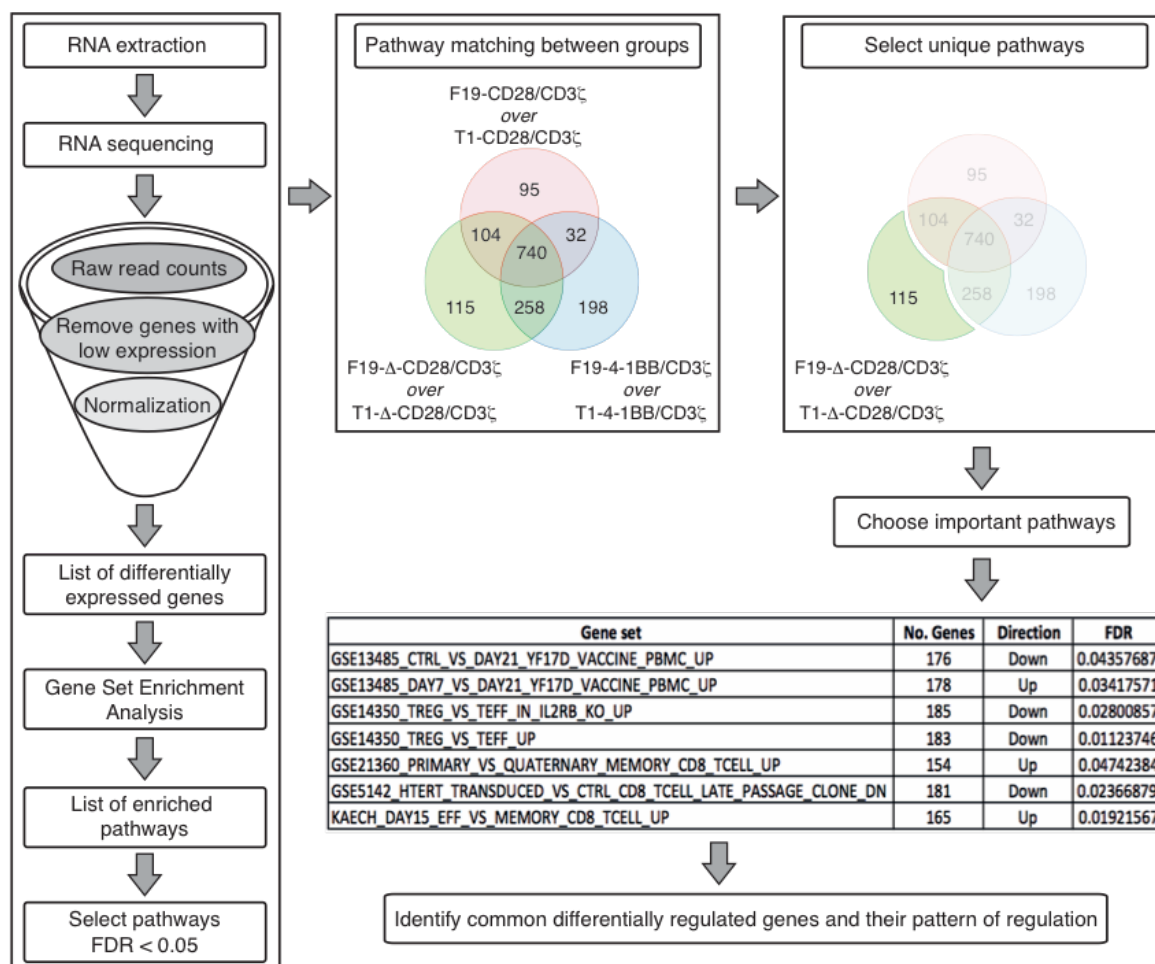 RNA extraction
RNA sequencing
Raw read counts
Remove genes with
low expression
Normalization
List of differentially
expressed genes
Gene Set Enrichment
Analysis
List of enriched
pathways
Select pathways
FDR < 0.05
Pathway matching between groups
F19-CD28/CD3ζ
over
T1-CD28/CD3ζ
95
104
32
740
115
258
198
F19-Δ-CD28/CD3ζ
over
T1-Δ-CD28/CD3ζ
F19-4-1BB/CD3ζ
over
T1-4-1BB/CD3ζ
Select unique pathways
95
104
32
740
115
258
198
F19-Δ-CD28/CD3ζ
over
T1-Δ-CD28/CD3ζ
Choose important pathways
Gene set No. Genes Direction FDR
GSE13485_CTRL_VS_DAY21_YF17D_VACCINE_PBMC_UP 176 Down 0.04357687
GSE13485_DAY7_VS_DAY21_YF17D_VACCINE_PBMC_UP 178 Up 0.03417571
GSE14350_TREG_VS_TEFF_IN_IL2RB_KO_UP 185 Down 0.02800857
GSE14350_TREG_VS_TEFF_UP 183 Down 0.01123746
GSE21360_PRIMARY_VS_QUATERNARY_MEMORY_CD8_TCELL_UP 154 Up 0.04742384
GSE5142_HTERT_TRANSDUCED_VS_CTRL_CD8_TCELL_LATE_PASSAGE_CLONE_DN 181 Down 0.02366879
KAECH_DAY15_EFF_VS_MEMORY_CD8_TCELL_UP 165 Up 0.01921567
Identify common differentially regulated genes and their pattern of regulation